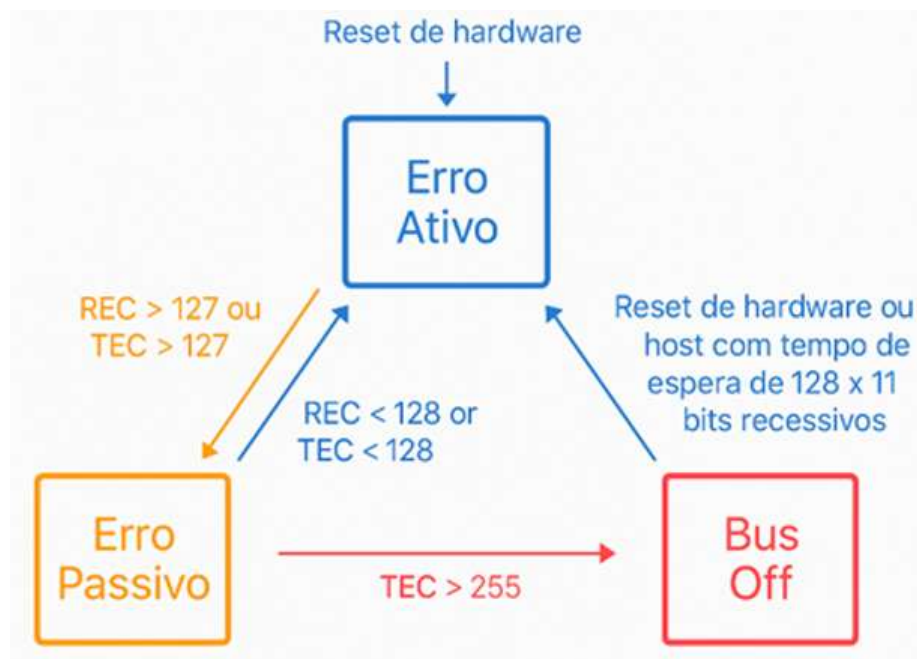 Reset de hardware
Erro
Ativo
REC > 127 ou
TEC > 127
REC < 128 or
TEC < 128
Reset de hardware ou
host com tempo de
espera de 128 x 11
bits recessivos
Erro
Passivo
TEC > 255
Bus
Off